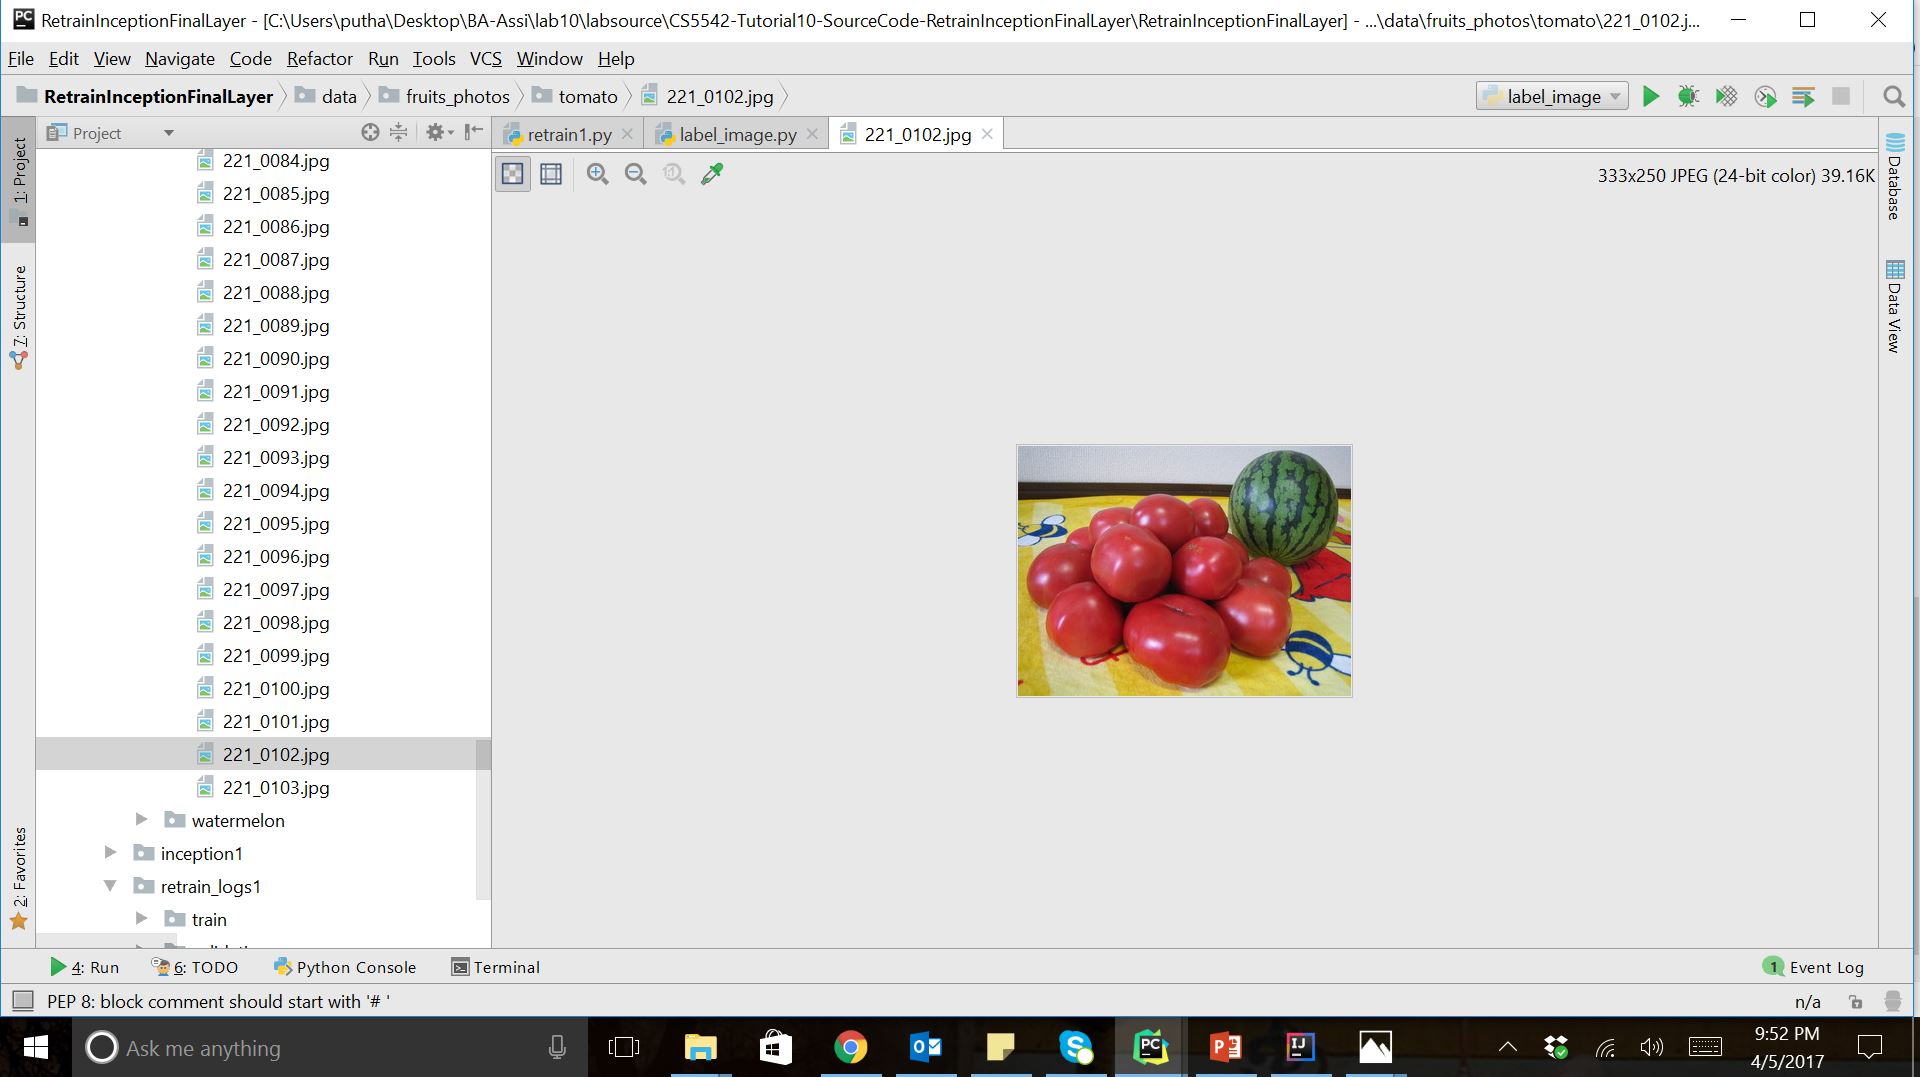 RetrainInceptionFinalLayer - [C:\Users\putha\Desktop\BA-Assi\lab10\labsource\CS5542-Tutorial10-SourceCode-RetrainInceptionFinalLayer\RetrainInceptionFinalLayer] - ...\data\fruits_photos\tomato\221_0102.j...
File Edit View Navigate Code Refactor Run Tools VCS Window Help
RetrainInceptionFinalLayer data fruits_photos tomato 221_0102.jpg label_image
Project retrain1.py label_image.py 221_0102.jpg
333x250 JPEG (24-bit color) 39.16K
1: Project
7: Structure
2: Favorites
221_0084.jpg
221_0085.jpg
221_0086.jpg
221_0087.jpg
221_0088.jpg
221_0089.jpg
221_0090.jpg
221_0091.jpg
221_0092.jpg
221_0093.jpg
221_0094.jpg
221_0095.jpg
221_0096.jpg
221_0097.jpg
221_0098.jpg
221_0099.jpg
221_0100.jpg
221_0101.jpg
221_0102.jpg
221_0103.jpg
watermelon
inception1
retrain_logs1
train
Database
Data View
4: Run 6: TODO Python Console Terminal 1 Event Log
PEP 8: block comment should start with '# ' n/a
Ask me anything
9:52 PM
4/5/2017